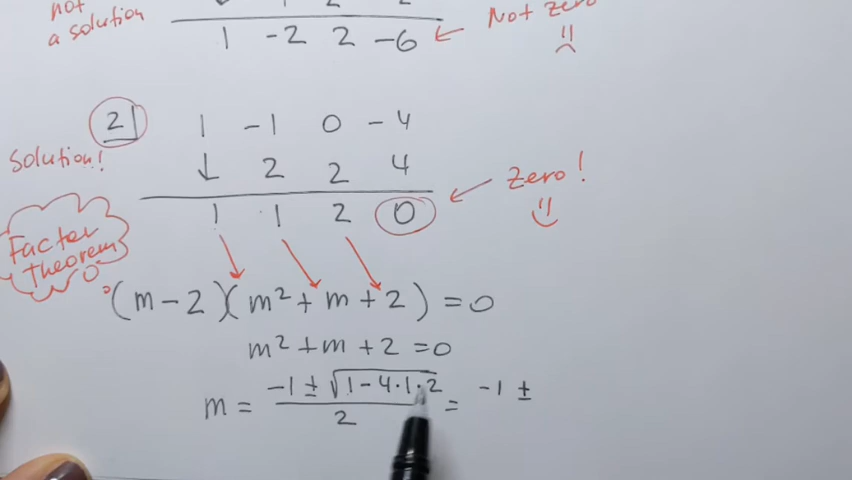 not
a solution
1 -2 2 -6
Not zero
2 1 -1 0 -4
Solution!
↓ 2 2 4
Zero!
1 1 2 0
Factor
Theorem
(m-2)(m²+m+2)=0
m²+m+2=0
m = (-1±√(1-4·1·2))/2 = -1 ±